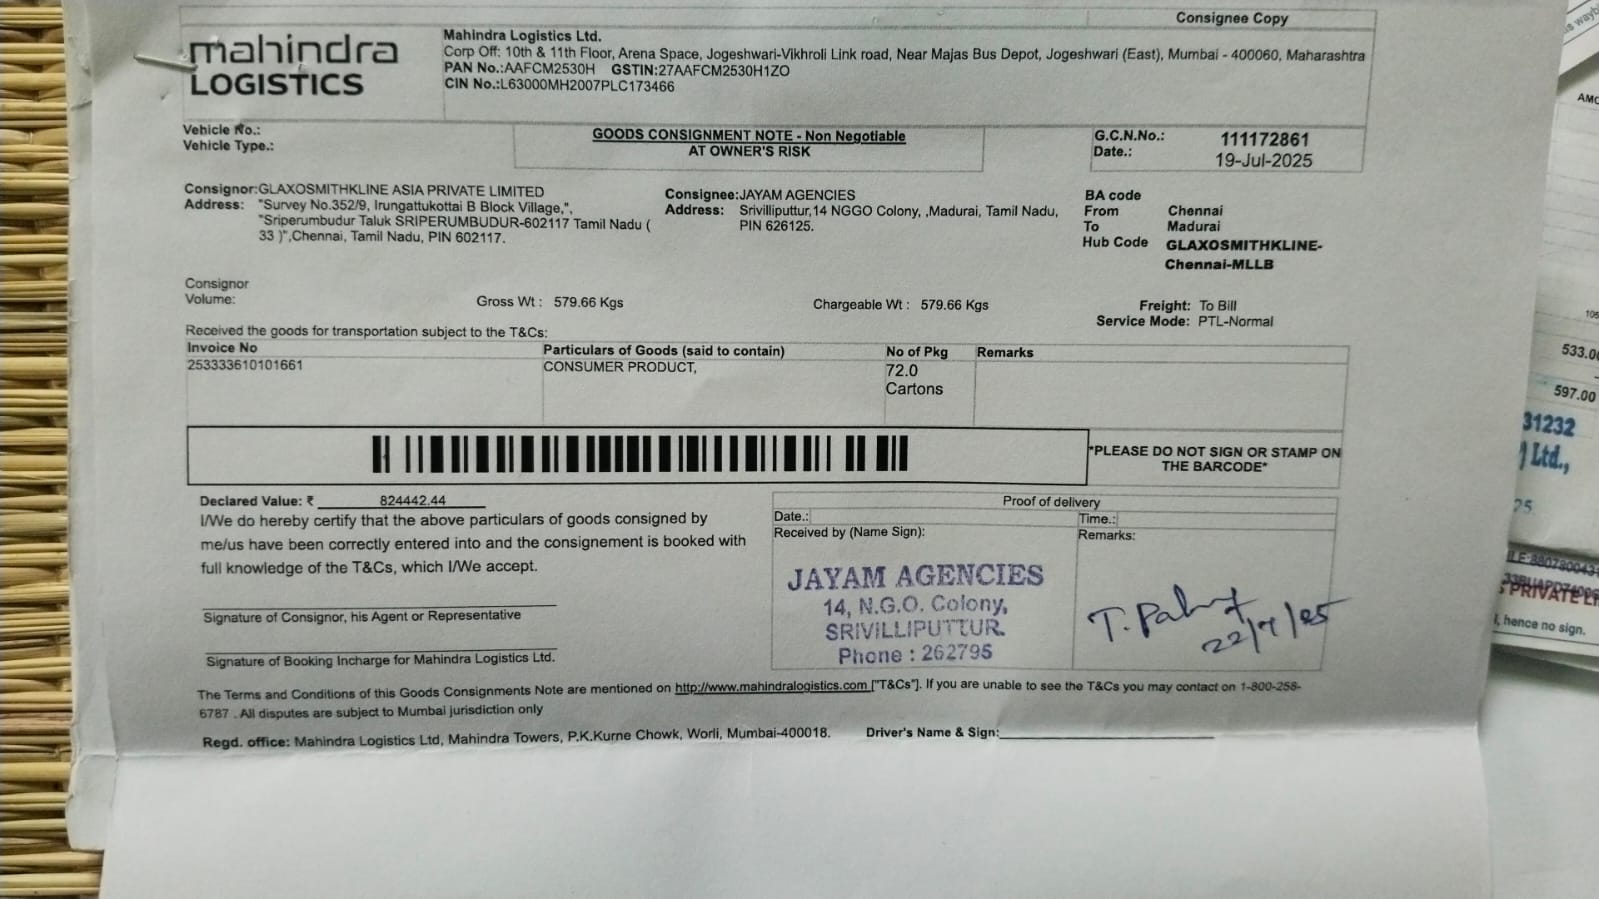 Consignee Copy
mahindra
LOGISTICS
Mahindra Logistics Ltd.
Corp Off: 10th & 11th Floor, Arena Space, Jogeshwari-Vikhroli Link road, Near Majas Bus Depot, Jogeshwari (East), Mumbai - 400060, Maharashtra
PAN No.:AAFCM2530H GSTIN:27AAFCM2530H1ZO
CIN No.:L63000MH2007PLC173466
Vehicle No.:
Vehicle Type.:
GOODS CONSIGNMENT NOTE - Non Negotiable
AT OWNER'S RISK
G.C.N.No.: 111172861
Date.: 19-Jul-2025
Consignor:GLAXOSMITHKLINE ASIA PRIVATE LIMITED
Address: "Survey No.352/9, Irungattukottai B Block Village,",
"Sriperumbudur Taluk SRIPERUMBUDUR-602117 Tamil Nadu (
33 )",Chennai, Tamil Nadu, PIN 602117.
Consignee:JAYAM AGENCIES
Address: Srivilliputtur,14 NGGO Colony, ,Madurai, Tamil Nadu,
PIN 626125.
BA code
From Chennai
To Madurai
Hub Code GLAXOSMITHKLINE-
Chennai-MLLB
Consignor
Volume:
Gross Wt : 579.66 Kgs
Chargeable Wt : 579.66 Kgs
Freight: To Bill
Service Mode: PTL-Normal
Received the goods for transportation subject to the T&Cs:
Invoice No Particulars of Goods (said to contain) No of Pkg Remarks
253333610101661 CONSUMER PRODUCT, 72.0
Cartons
*PLEASE DO NOT SIGN OR STAMP ON
THE BARCODE*
Declared Value: ₹ 824442.44
I/We do hereby certify that the above particulars of goods consigned by
me/us have been correctly entered into and the consignement is booked with
full knowledge of the T&Cs, which I/We accept.
Signature of Consignor, his Agent or Representative
Signature of Booking Incharge for Mahindra Logistics Ltd.
Proof of delivery
Date.: Time.:
Received by (Name Sign): Remarks:
JAYAM AGENCIES
14, N.G.O. Colony,
SRIVILLIPUTTUR.
Phone : 262795
22/7/25
The Terms and Conditions of this Goods Consignments Note are mentioned on http://www.mahindralogistics.com ["T&Cs"]. If you are unable to see the T&Cs you may contact on 1-800-258-
6787 . All disputes are subject to Mumbai jurisdiction only
Regd. office: Mahindra Logistics Ltd, Mahindra Towers, P.K.Kurne Chowk, Worli, Mumbai-400018. Driver's Name & Sign:
533.0
597.00
31232
Ltd.,
hence no sign.